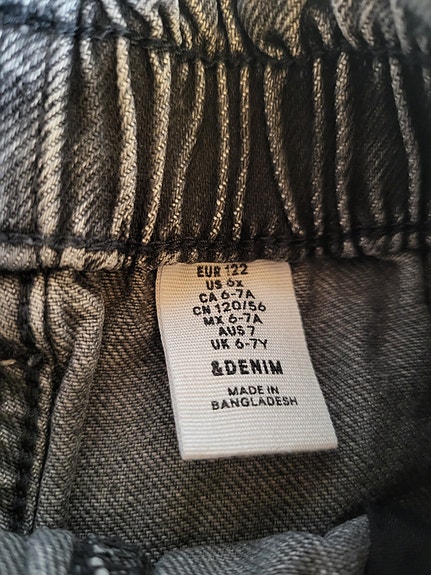 EUR 122
US 6X
CA 6-7A
CN 120/56
MX 6-7A
AUS 7
UK 6-7Y
&DENIM
MADE IN
BANGLADESH